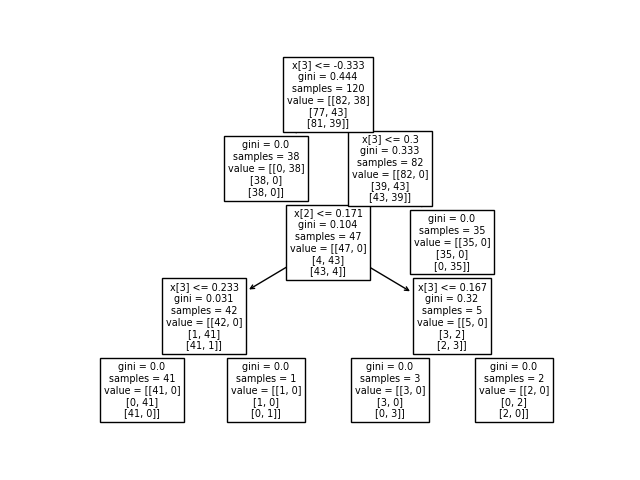 x[3] <= -0.333
gini = 0.444
samples = 120
value = [[82, 38]
[77, 43]
[81, 39]]
gini = 0.0
samples = 38
value = [[0, 38]
[38, 0]
[38, 0]]
x[3] <= 0.3
gini = 0.333
samples = 82
value = [[82, 0]
[39, 43]
[43, 39]]
x[2] <= 0.171
gini = 0.104
samples = 47
value = [[47, 0]
[4, 43]
[43, 4]]
gini = 0.0
samples = 35
value = [[35, 0]
[35, 0]
[0, 35]]
x[3] <= 0.233
gini = 0.031
samples = 42
value = [[42, 0]
[1, 41]
[41, 1]]
x[3] <= 0.167
gini = 0.32
samples = 5
value = [[5, 0]
[3, 2]
[2, 3]]
gini = 0.0
samples = 41
value = [[41, 0]
[0, 41]
[41, 0]]
gini = 0.0
samples = 1
value = [[1, 0]
[1, 0]
[0, 1]]
gini = 0.0
samples = 3
value = [[3, 0]
[3, 0]
[0, 3]]
gini = 0.0
samples = 2
value = [[2, 0]
[0, 2]
[2, 0]]